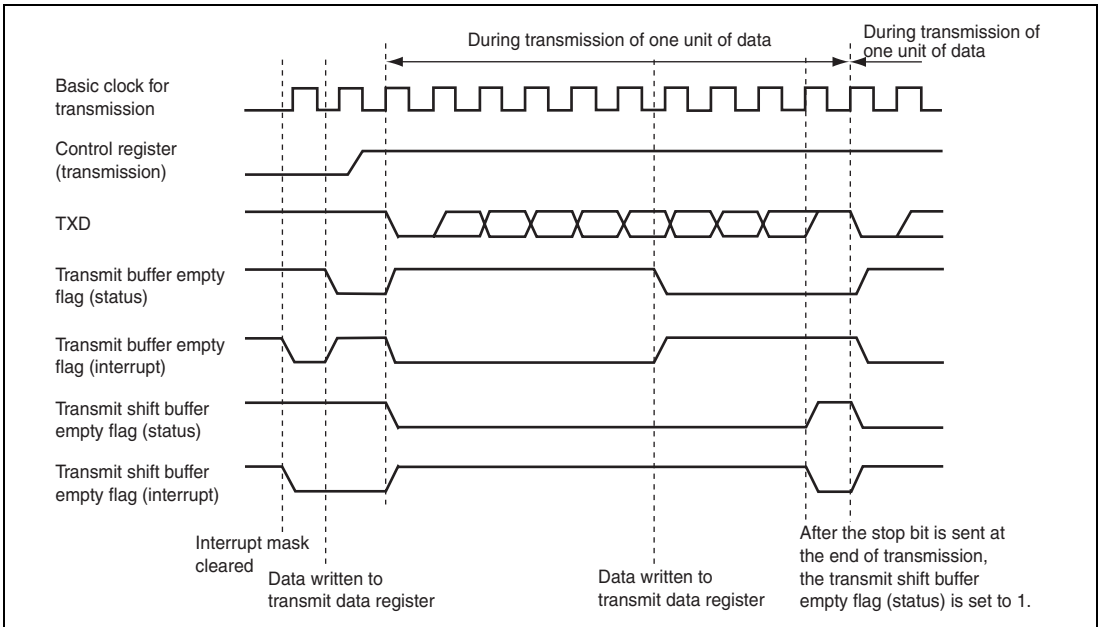 During transmission of one unit of data
During transmission of
one unit of data
Basic clock for
transmission
Control register
(transmission)
TXD
Transmit buffer empty
flag (status)
Transmit buffer empty
flag (interrupt)
Transmit shift buffer
empty flag (status)
Transmit shift buffer
empty flag (interrupt)
Interrupt mask
cleared
Data written to
transmit data register
Data written to
transmit data register
After the stop bit is sent at
the end of transmission,
the transmit shift buffer
empty flag (status) is set to 1.